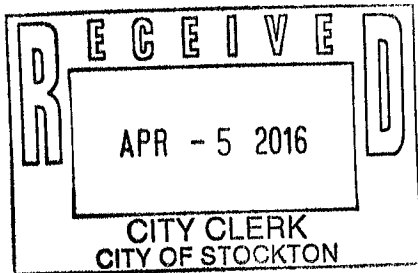 RECEIVED
APR - 5 2016
CITY CLERK
CITY OF STOCKTON